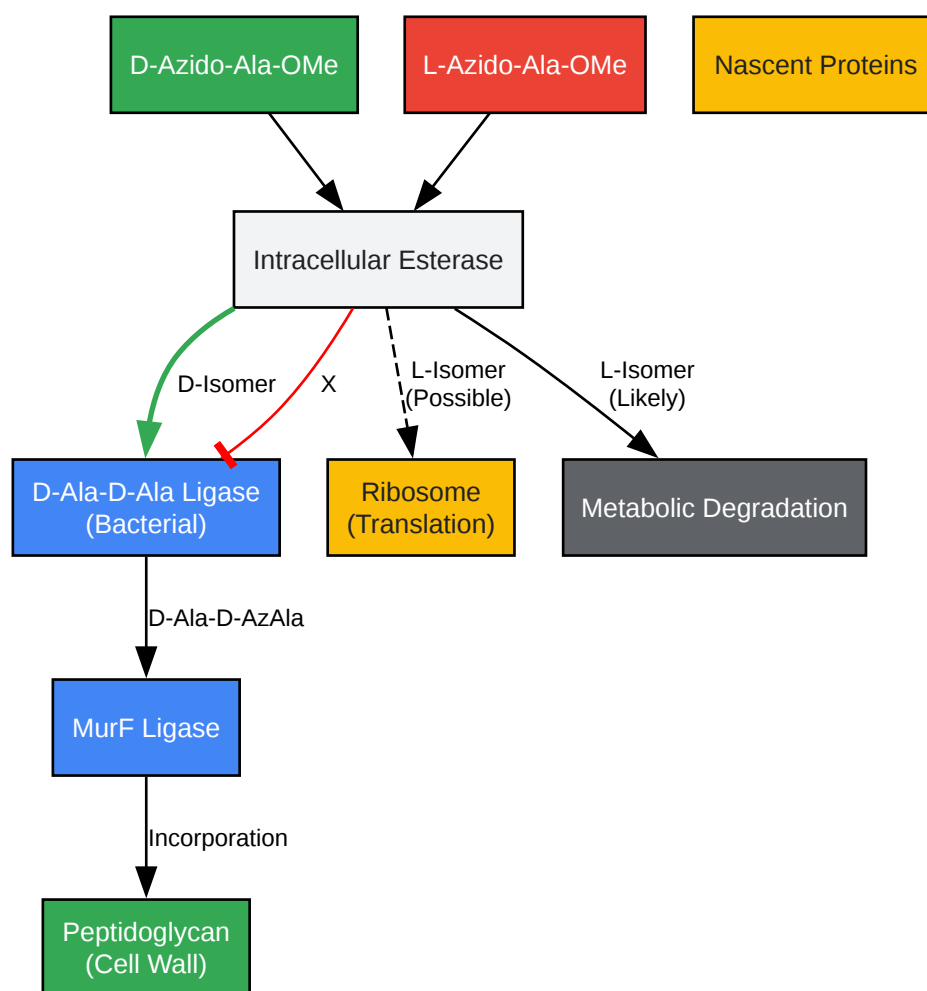 D-Azido-Ala-OMe
L-Azido-Ala-OMe
Nascent Proteins
Intracellular Esterase
D-Isomer
X
L-Isomer
(Possible)
L-Isomer
(Likely)
D-Ala-D-Ala Ligase
(Bacterial)
Ribosome
(Translation)
Metabolic Degradation
D-Ala-D-AzAla
MurF Ligase
Incorporation
Peptidoglycan
(Cell Wall)